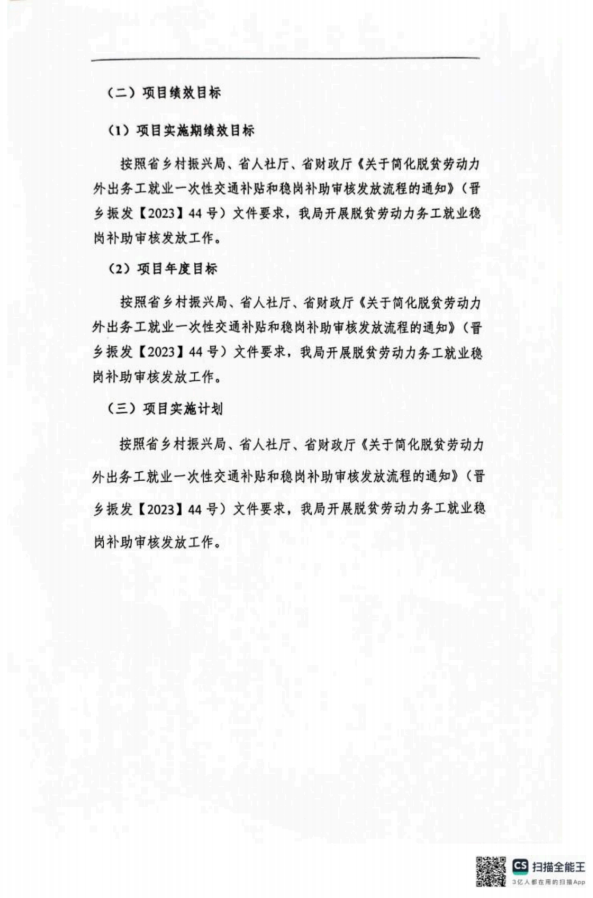 （二）项目绩效目标
（1）项目实施期绩效目标
按照省乡村振兴局、省人社厅、省财政厅《关于简化脱贫劳动力
外出务工就业一次性交通补贴和稳岗补助审核发放流程的通知》（晋
乡振发【2023】44 号）文件要求，我局开展脱贫劳动力务工就业稳
岗补助审核发放工作。
（2）项目年度目标
按照省乡村振兴局、省人社厅、省财政厅《关于简化脱贫劳动力
外出务工就业一次性交通补贴和稳岗补助审核发放流程的通知》（晋
乡振发【2023】44 号）文件要求，我局开展脱贫劳动力务工就业稳
岗补助审核发放工作。
（三）项目实施计划
按照省乡村振兴局、省人社厅、省财政厅《关于简化脱贫劳动力
外出务工就业一次性交通补贴和稳岗补助审核发放流程的通知》（晋
乡振发【2023】44 号）文件要求，我局开展脱贫劳动力务工就业稳
岗补助审核发放工作。
CS 扫描全能王
3亿人都在用的扫描App